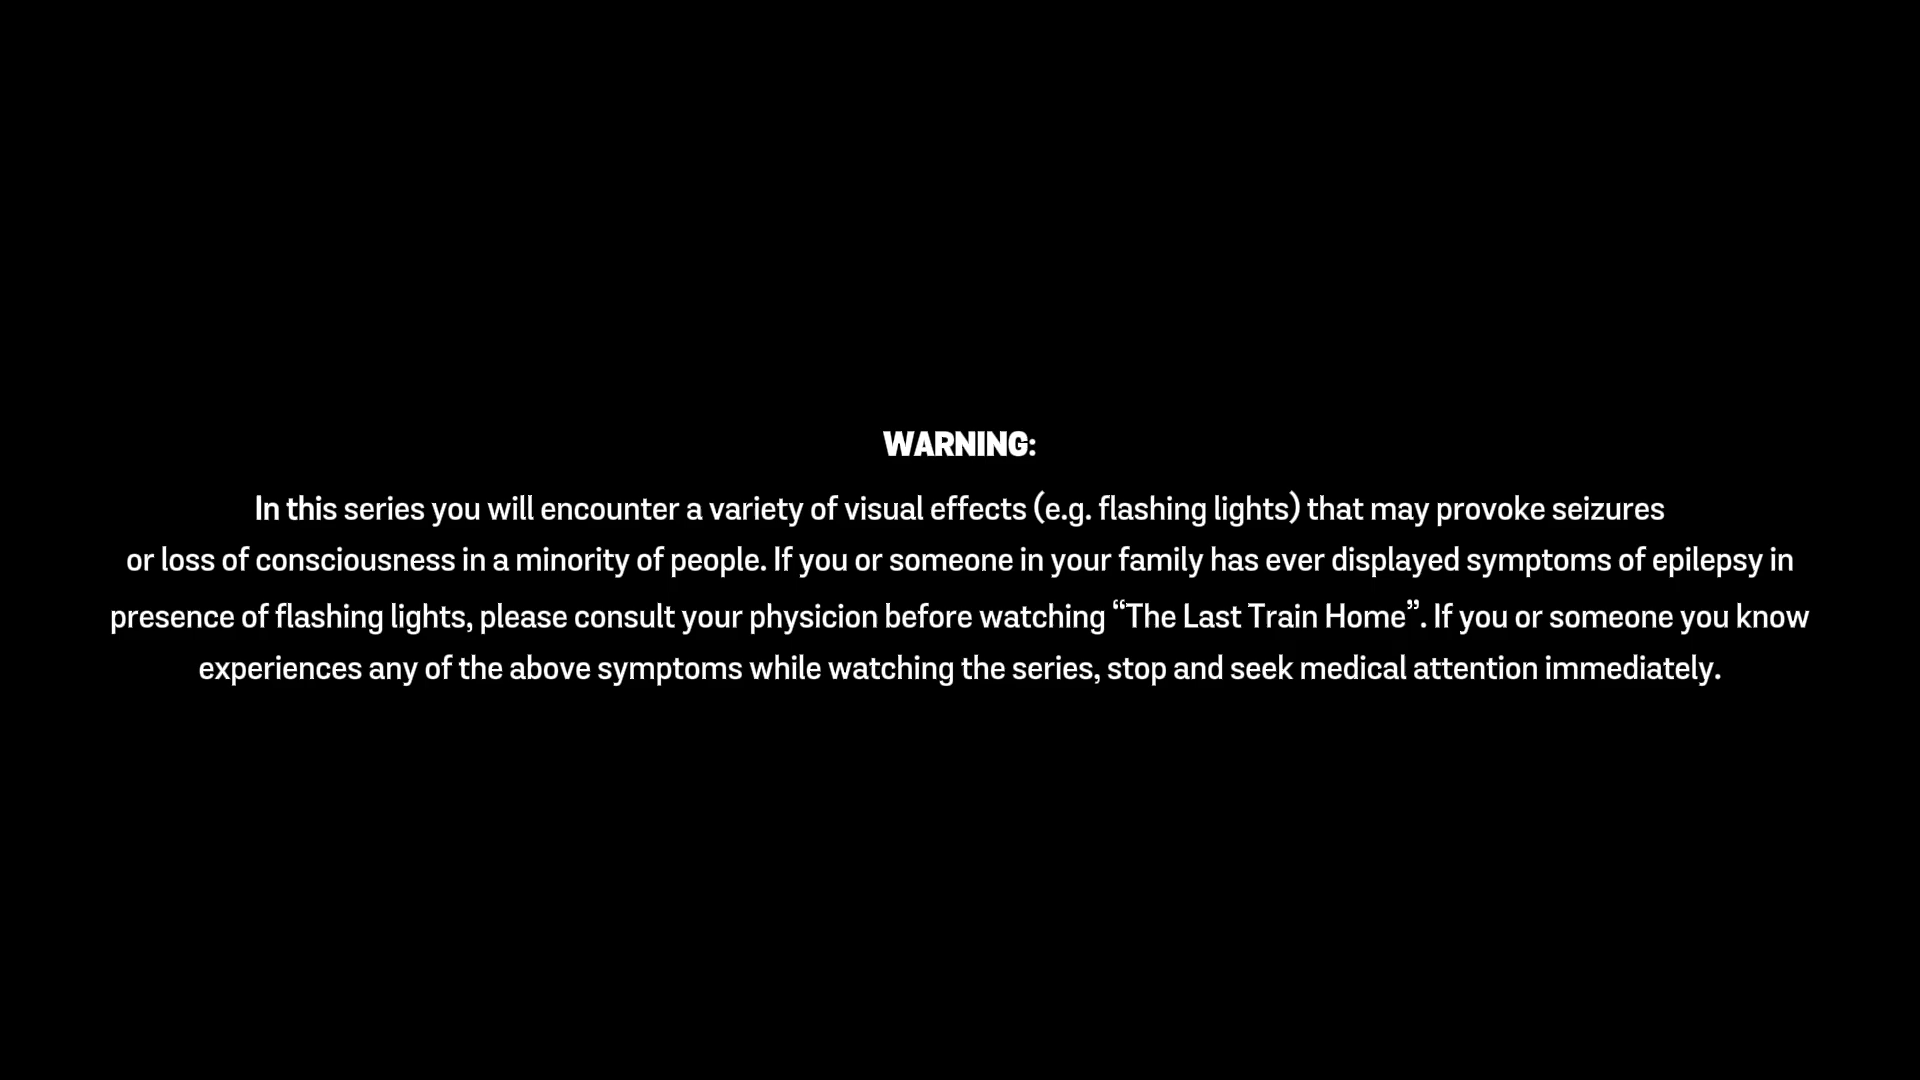 WARNING:
In this series you will encounter a variety of visual effects (e.g. flashing lights) that may provoke seizures
or loss of consciousness in a minority of people. If you or someone in your family has ever displayed symptoms of epilepsy in
presence of flashing lights, please consult your physicion before watching “The Last Train Home”. If you or someone you know
experiences any of the above symptoms while watching the series, stop and seek medical attention immediately.